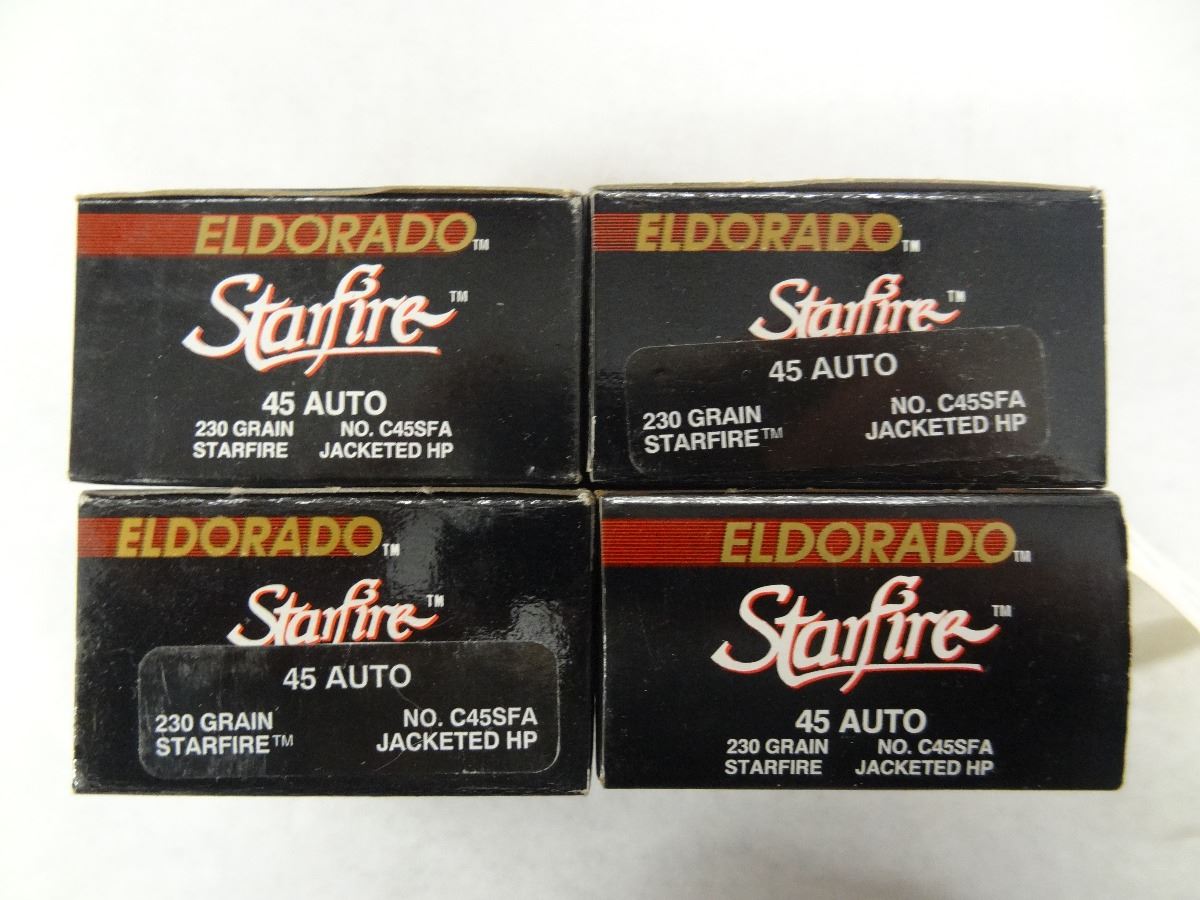 ELDORADO™
Starfire™
45 AUTO
230 GRAIN NO. C45SFA
STARFIRE JACKETED HP
ELDORADO™
Starfire™
45 AUTO
230 GRAIN NO. C45SFA
STARFIRE™ JACKETED HP
ELDORADO™
Starfire™
45 AUTO
230 GRAIN NO. C45SFA
STARFIRE™ JACKETED HP
ELDORADO™
Starfire™
45 AUTO
230 GRAIN NO. C45SFA
STARFIRE JACKETED HP